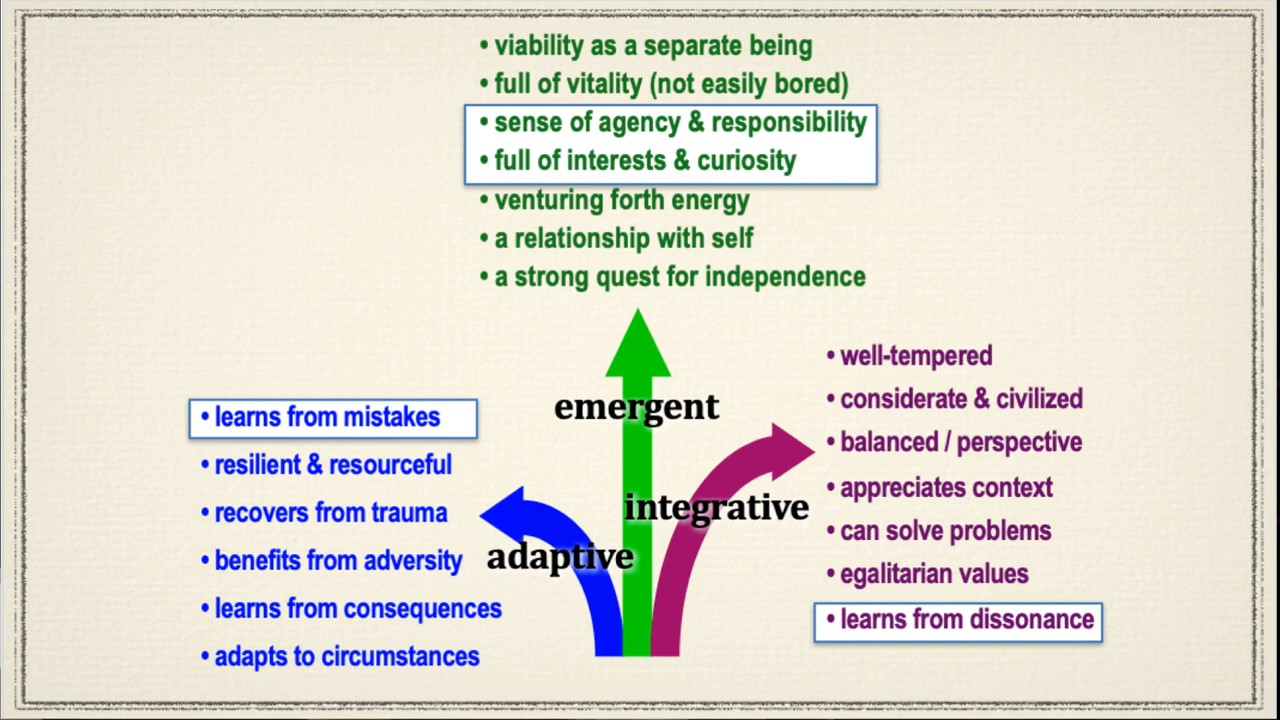 • viability as a separate being
• full of vitality (not easily bored)
• sense of agency & responsibility
• full of interests & curiosity
• venturing forth energy
• a relationship with self
• a strong quest for independence
emergent
integrative
adaptive
• learns from mistakes
• resilient & resourceful
• recovers from trauma
• benefits from adversity
• learns from consequences
• adapts to circumstances
• well-tempered
• considerate & civilized
• balanced / perspective
• appreciates context
• can solve problems
• egalitarian values
• learns from dissonance